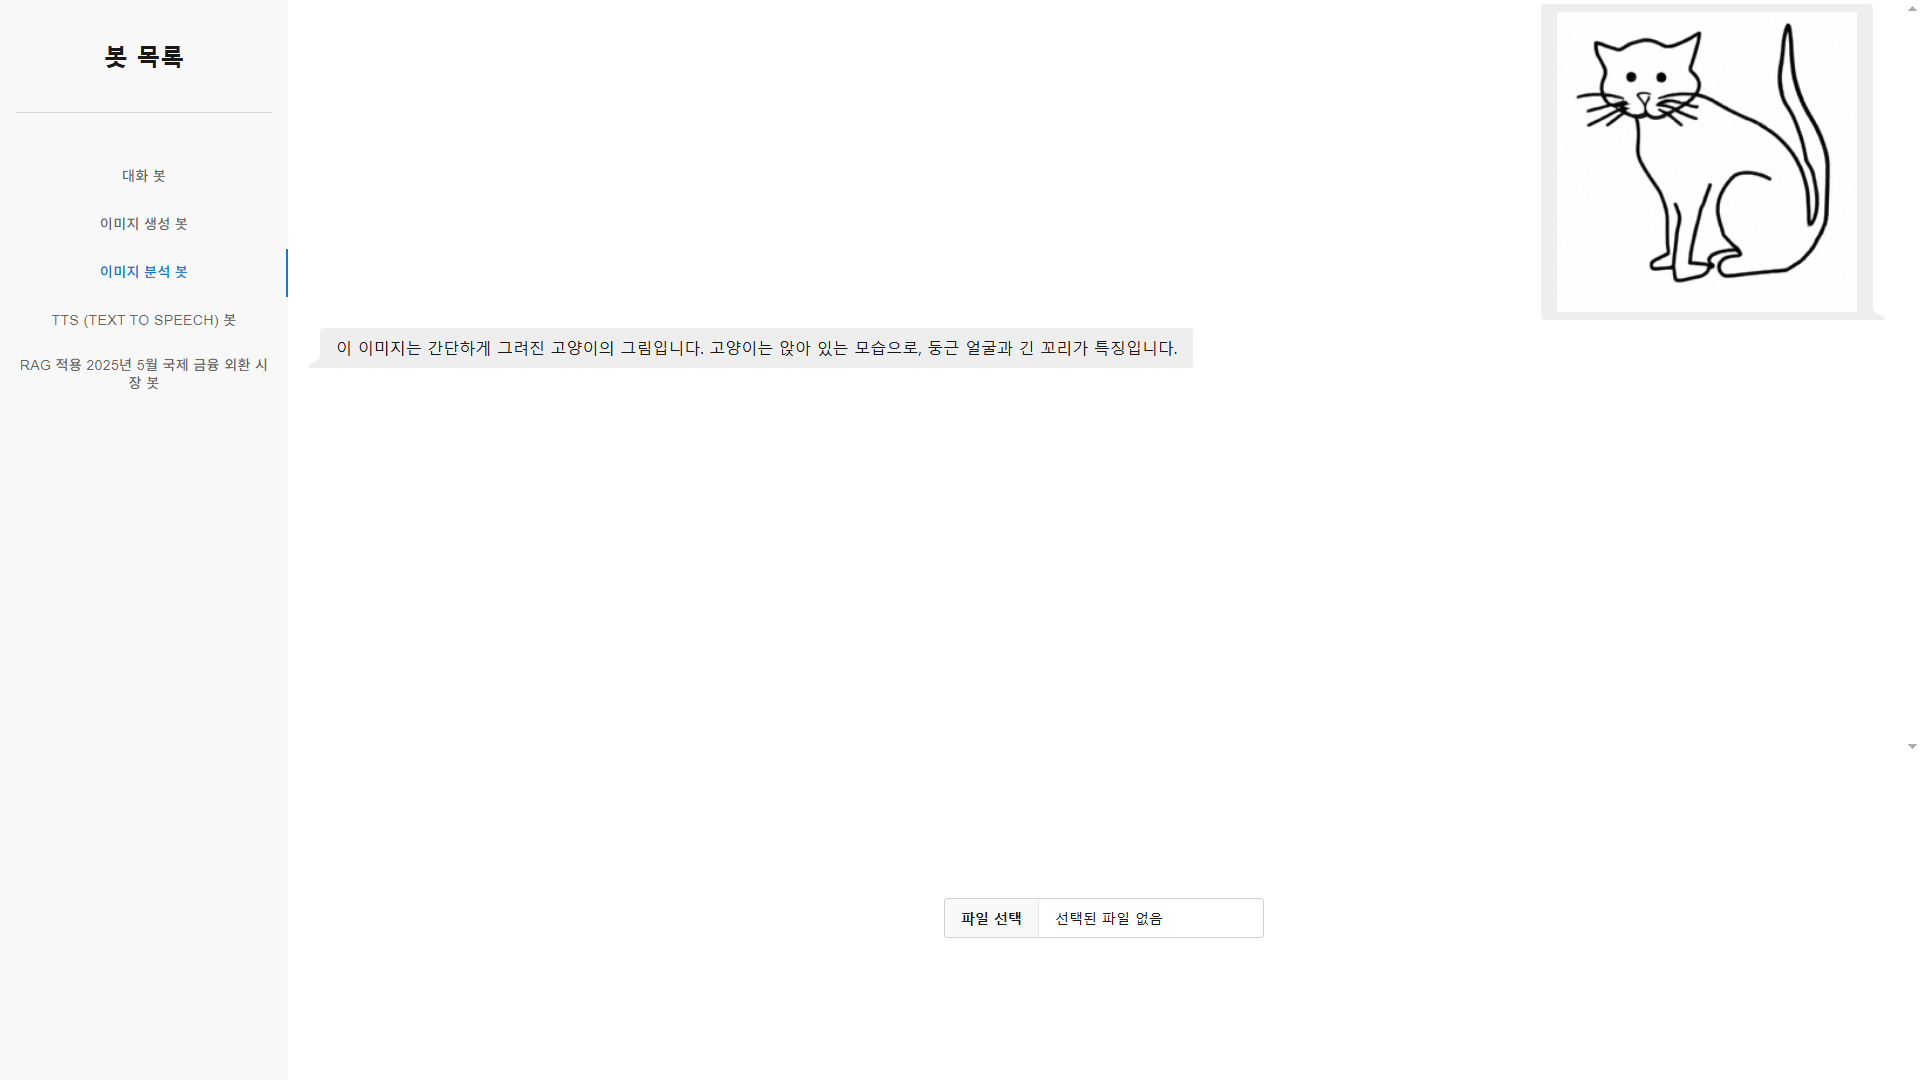 봇 목록
대화 봇
이미지 생성 봇
이미지 분석 봇
TTS (TEXT TO SPEECH) 봇
RAG 적용 2025년 5월 국제 금융 외환 시
장 봇
이 이미지는 간단하게 그려진 고양이의 그림입니다. 고양이는 앉아 있는 모습으로, 둥근 얼굴과 긴 꼬리가 특징입니다.
파일 선택 선택된 파일 없음